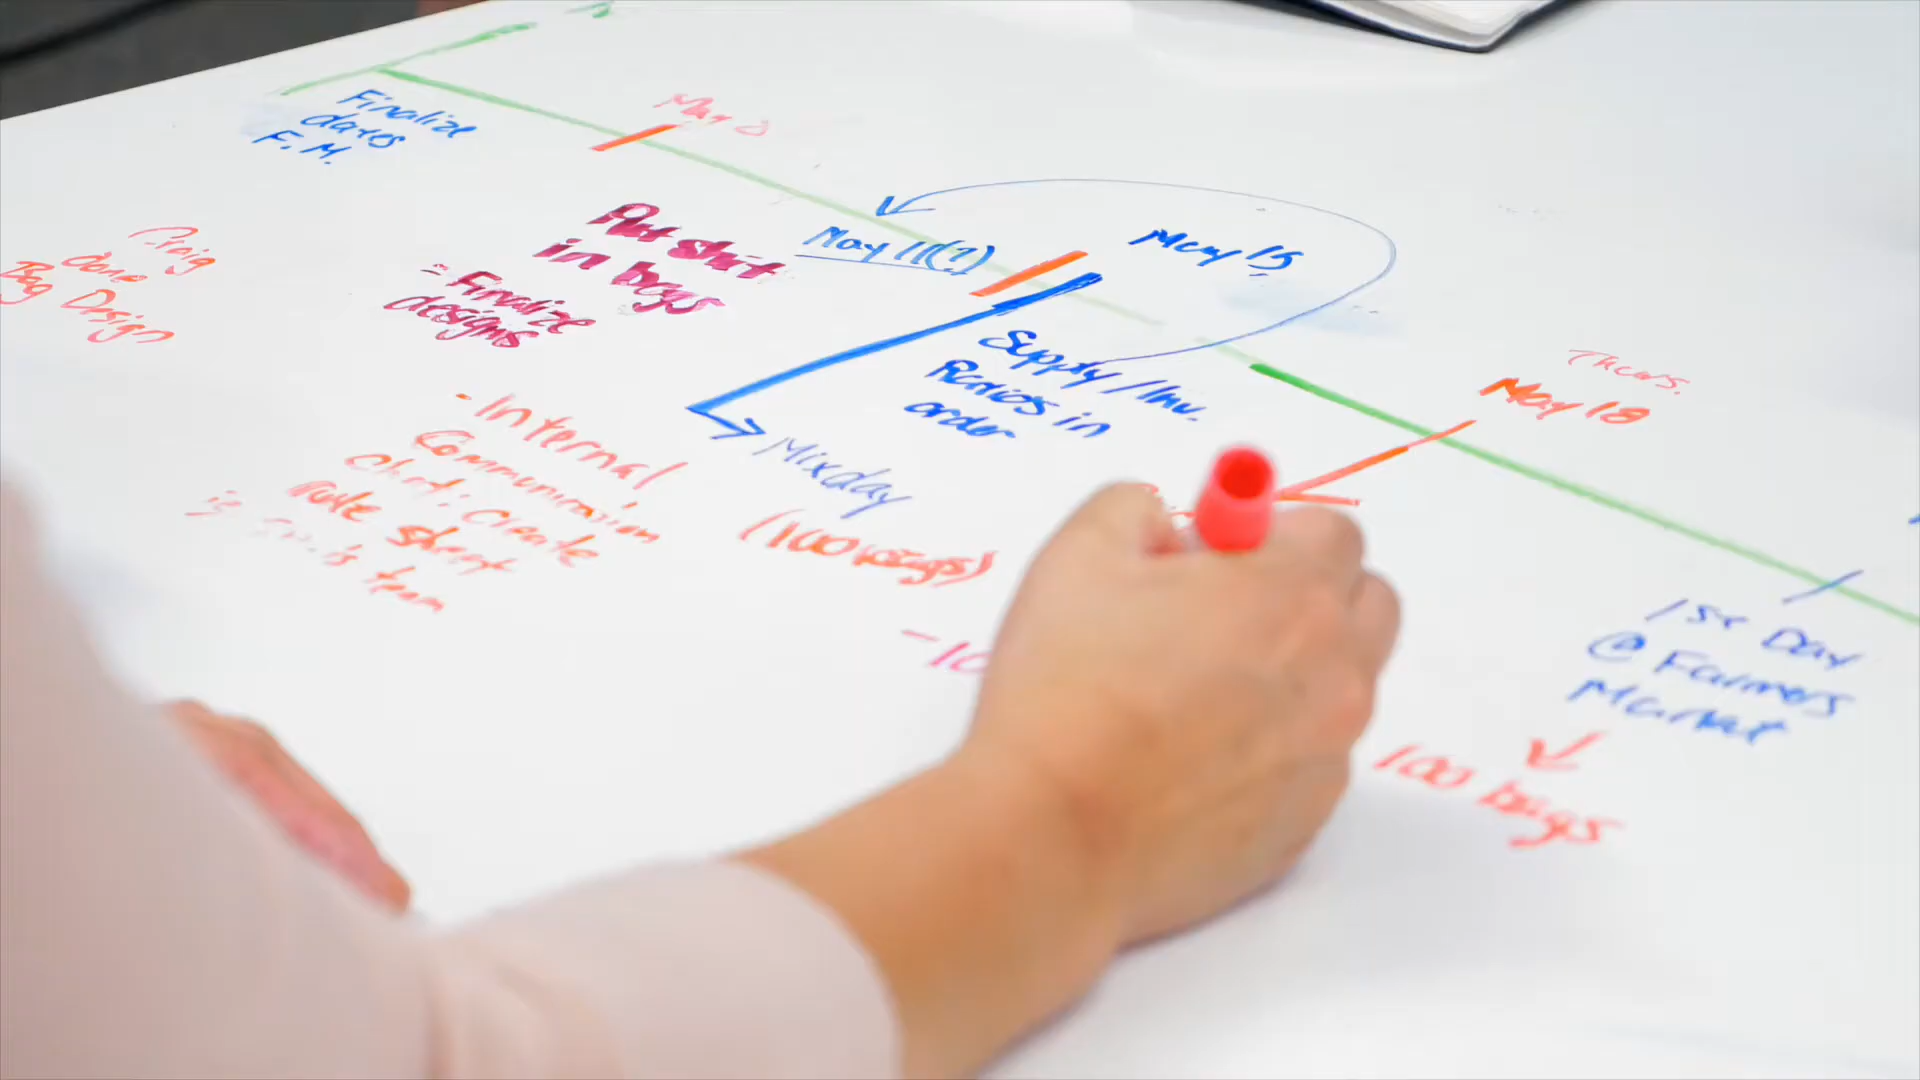 Finalize
dates
F.M.
May
Craig
done
Bag Design
Put shirt
in bags
= Finalize
designs
May 11(?)
May 15
Supply / Inv.
Ratios in
order
Thurs.
May 18
- Internal
Communication
Chart: create
rule sheet
team
Mixday
(100 bags)
1st Day
@ Farmers
Market
100 bags